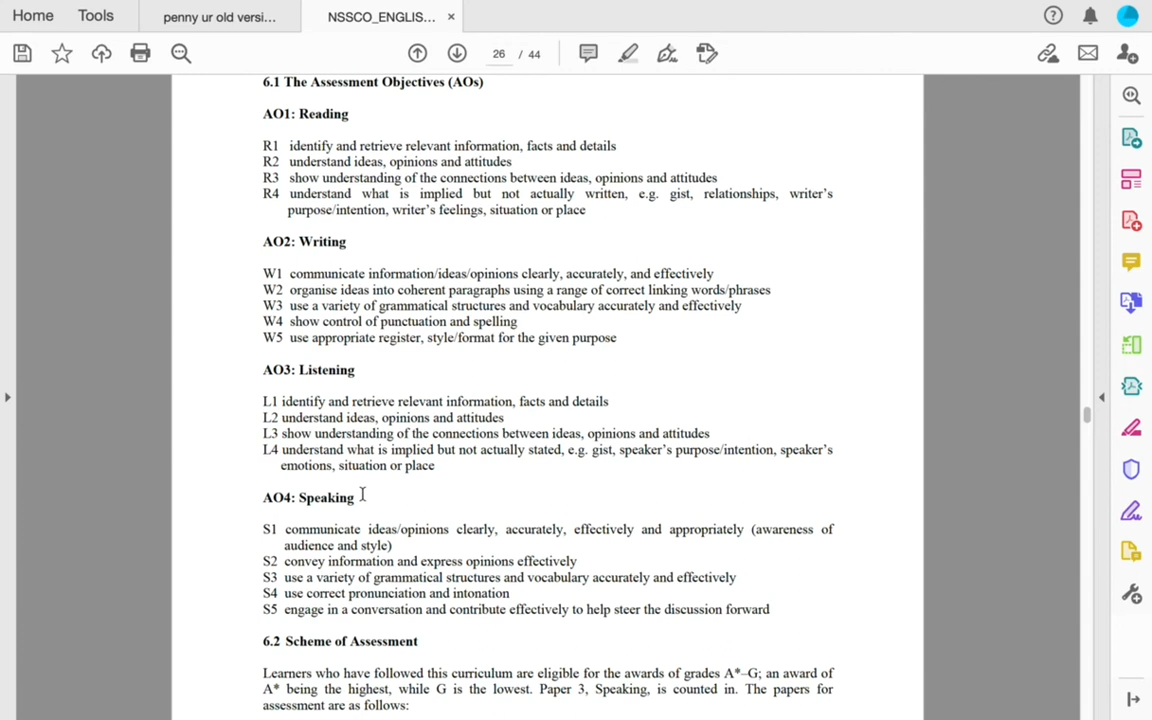 Home
Tools
penny ur old versi...
NSSCO_ENGLIS...
26 / 44
6.1 The Assessment Objectives (AOs)
AO1: Reading
R1 identify and retrieve relevant information, facts and details
R2 understand ideas, opinions and attitudes
R3 show understanding of the connections between ideas, opinions and attitudes
R4 understand what is implied but not actually written, e.g. gist, relationships, writer's
purpose/intention, writer's feelings, situation or place
AO2: Writing
W1 communicate information/ideas/opinions clearly, accurately, and effectively
W2 organise ideas into coherent paragraphs using a range of correct linking words/phrases
W3 use a variety of grammatical structures and vocabulary accurately and effectively
W4 show control of punctuation and spelling
W5 use appropriate register, style/format for the given purpose
AO3: Listening
L1 identify and retrieve relevant information, facts and details
L2 understand ideas, opinions and attitudes
L3 show understanding of the connections between ideas, opinions and attitudes
L4 understand what is implied but not actually stated, e.g. gist, speaker's purpose/intention, speaker's
emotions, situation or place
AO4: Speaking
S1 communicate ideas/opinions clearly, accurately, effectively and appropriately (awareness of
audience and style)
S2 convey information and express opinions effectively
S3 use a variety of grammatical structures and vocabulary accurately and effectively
S4 use correct pronunciation and intonation
S5 engage in a conversation and contribute effectively to help steer the discussion forward
6.2 Scheme of Assessment
Learners who have followed this curriculum are eligible for the awards of grades A*–G; an award of
A* being the highest, while G is the lowest. Paper 3, Speaking, is counted in. The papers for
assessment are as follows: